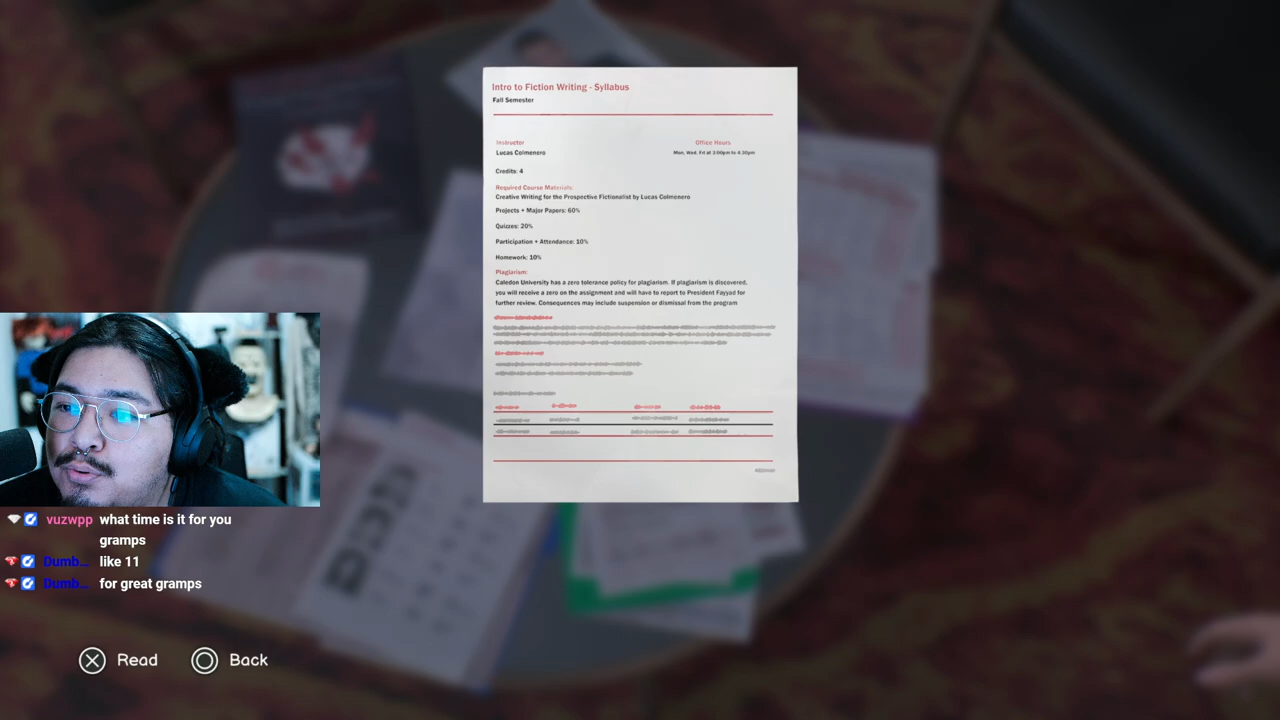 Intro to Fiction Writing - Syllabus
Fall Semester
Instructor
Office Hours
Lucas Colmenero
Mon, Wed, Fri at 3:00pm to 4:30pm
Credits: 4
Required Course Materials:
Creative Writing for the Prospective Fictionalist by Lucas Colmenero
Projects + Major Papers: 60%
Quizzes: 20%
Participation + Attendance: 10%
Homework: 10%
Plagiarism:
Caledon University has a zero tolerance policy for plagiarism. If plagiarism is discovered,
you will receive a zero on the assignment and will have to report to President Fayyad for
further review. Consequences may include suspension or dismissal from the program
vuzwpp what time is it for you
gramps
Dumb... like 11
Dumb... for great gramps
Read
Back